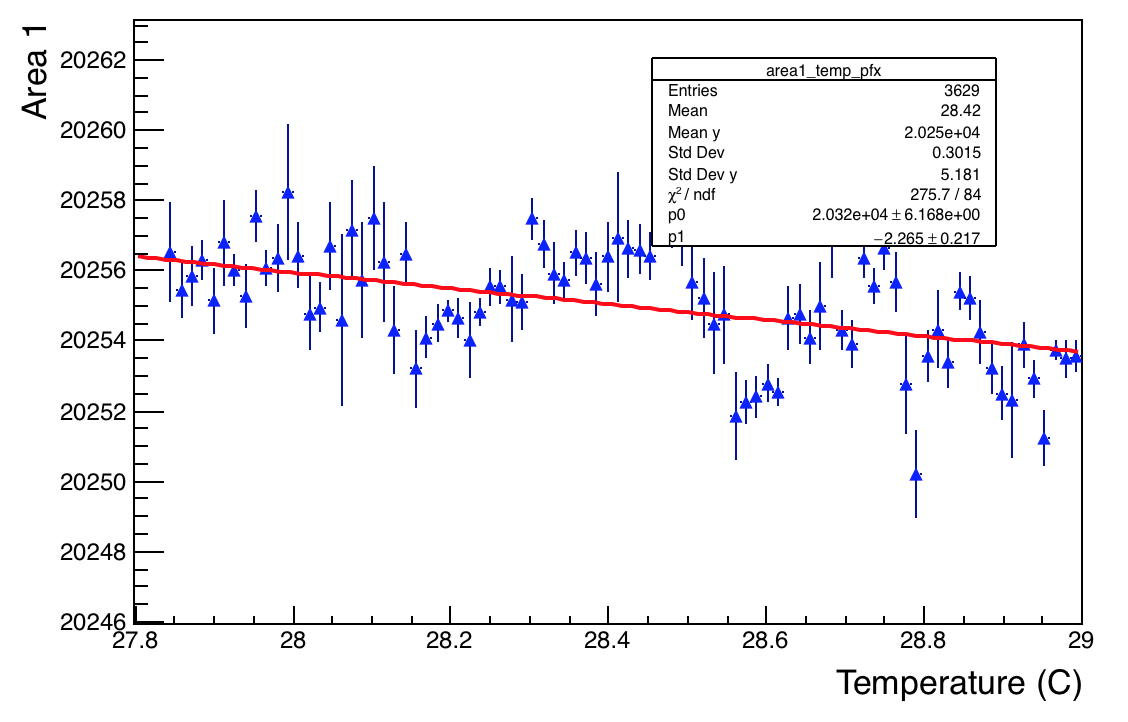 Area 1
20262
20260
20258
20256
20254
20252
20250
20248
20246
area1_temp_pfx
Entries 3629
Mean 28.42
Mean y 2.025e+04
Std Dev 0.3015
Std Dev y 5.181
χ² / ndf 275.7 / 84
p0 2.032e+04 ± 6.168e+00
p1 −2.265 ± 0.217
27.8 28 28.2 28.4 28.6 28.8 29
Temperature (C)